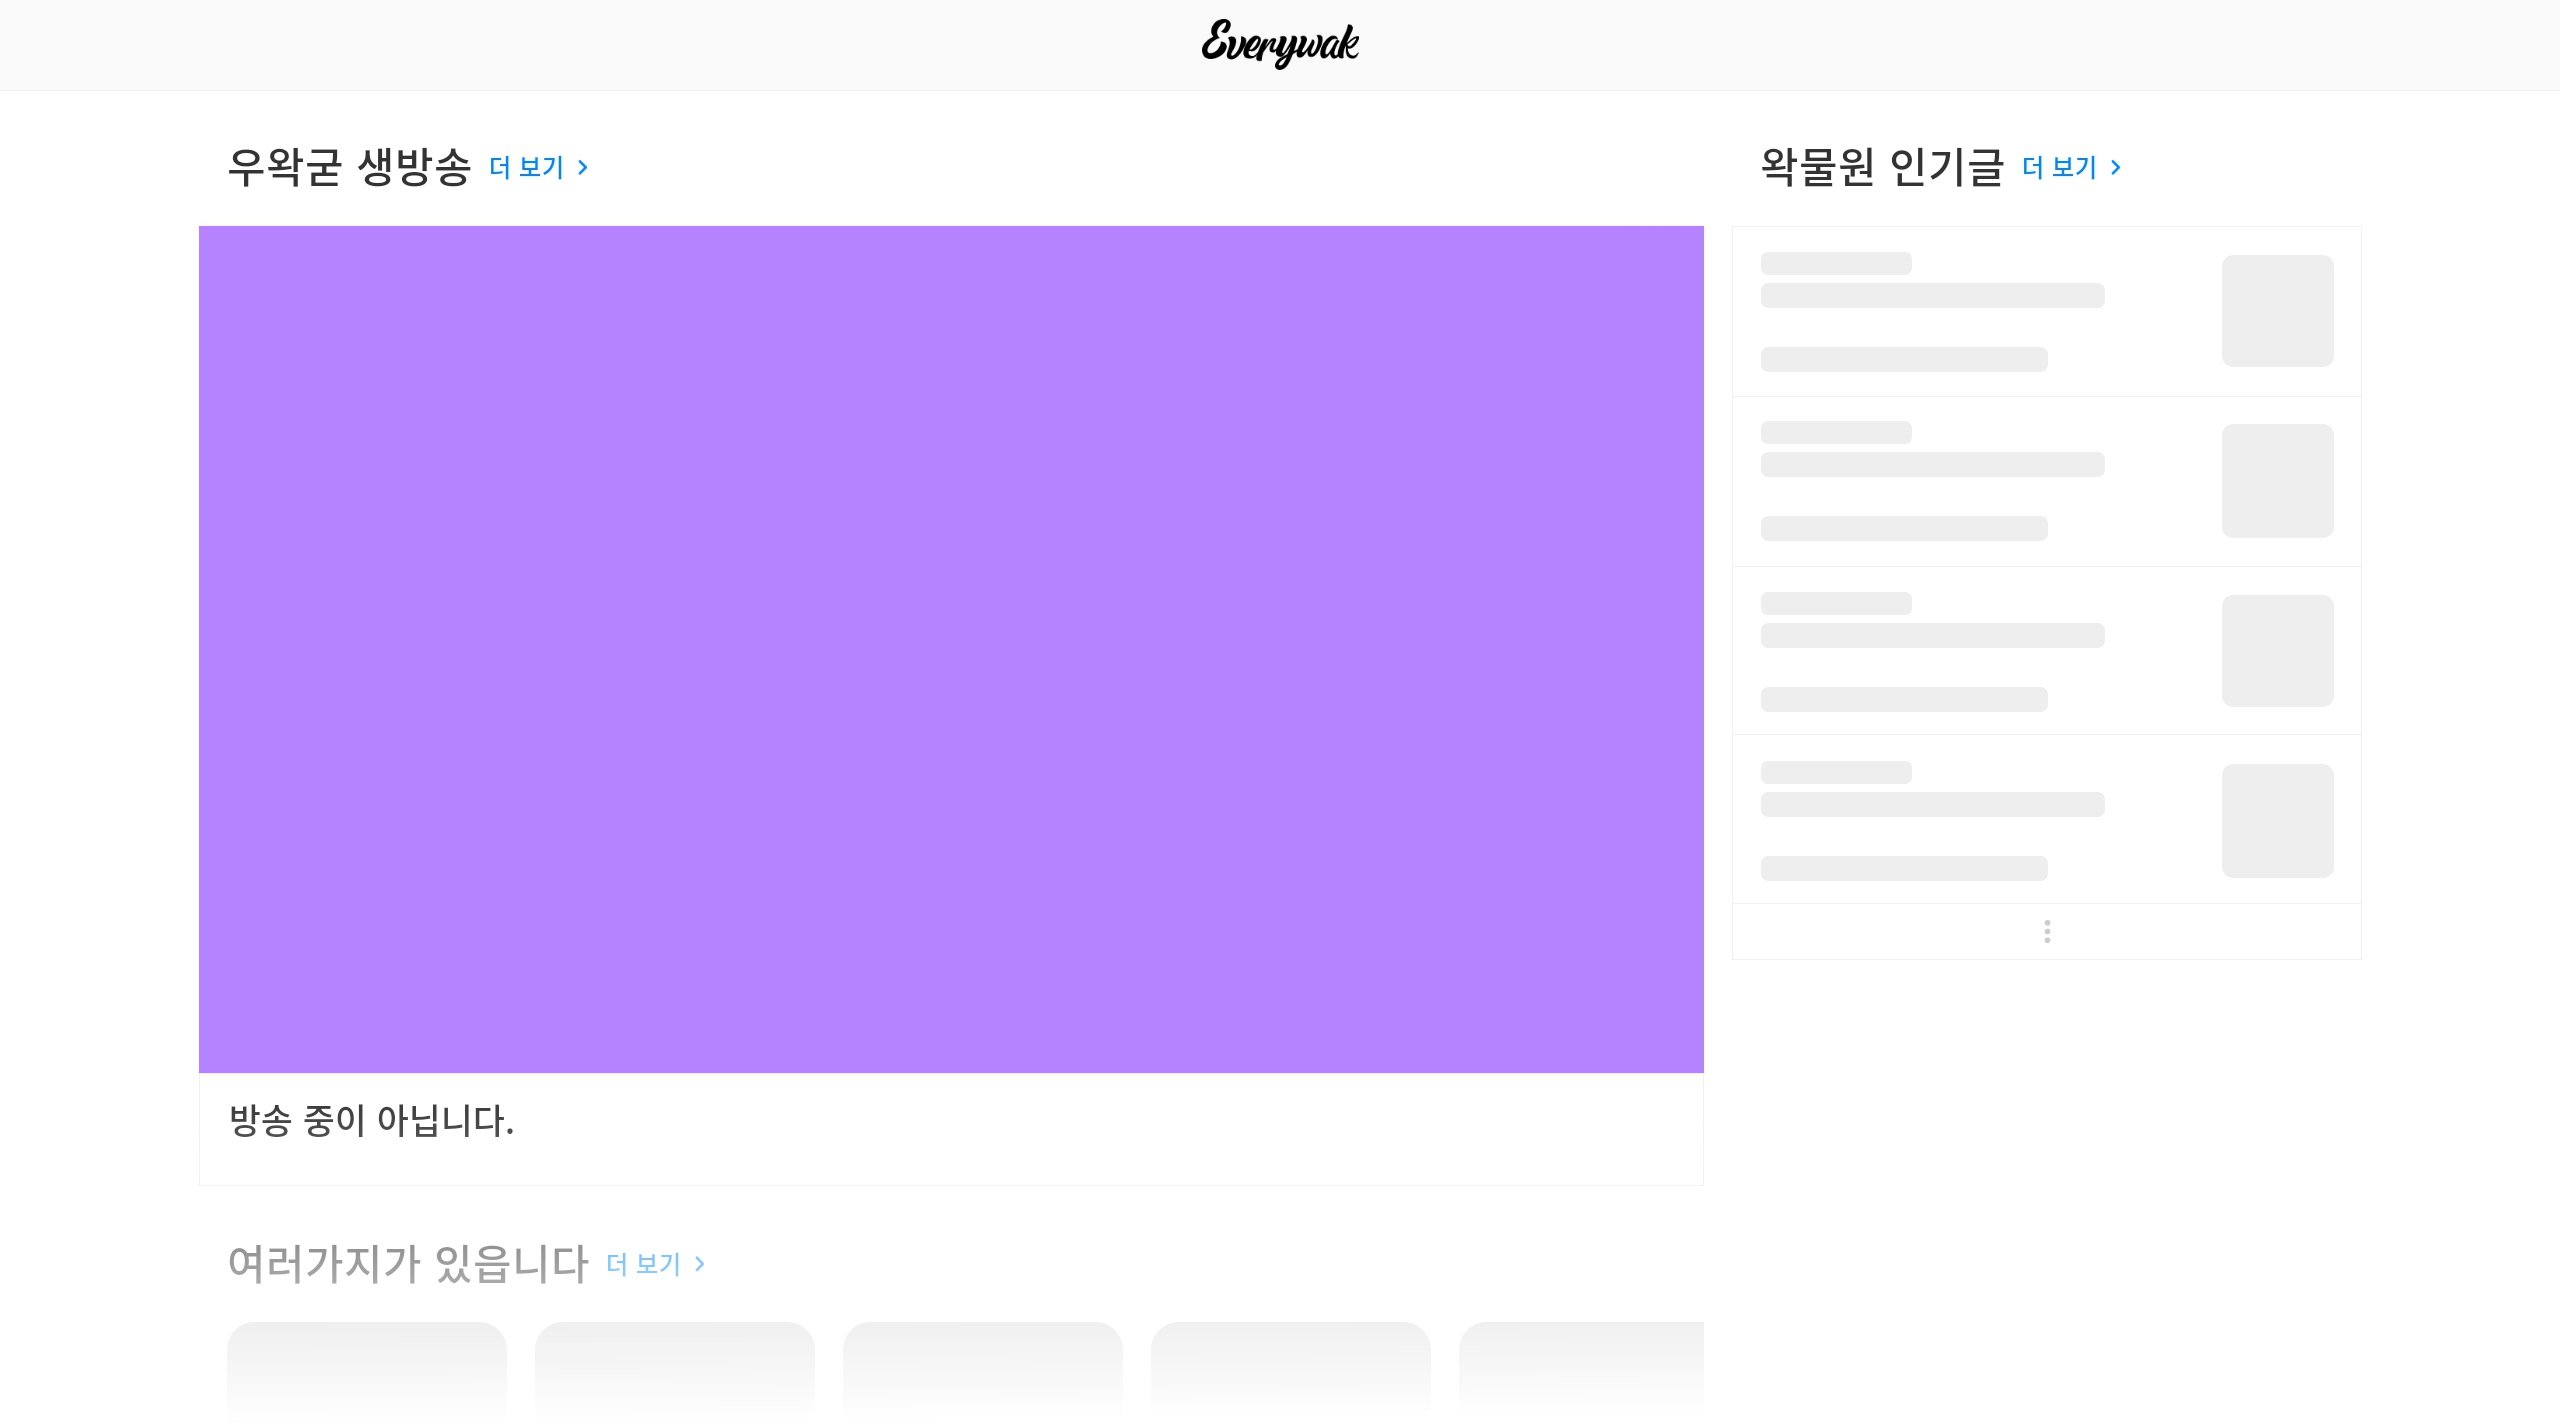 Everywak
우왁굳 생방송 더 보기
왁물원 인기글 더 보기
방송 중이 아닙니다.
여러가지가 있읍니다 더 보기